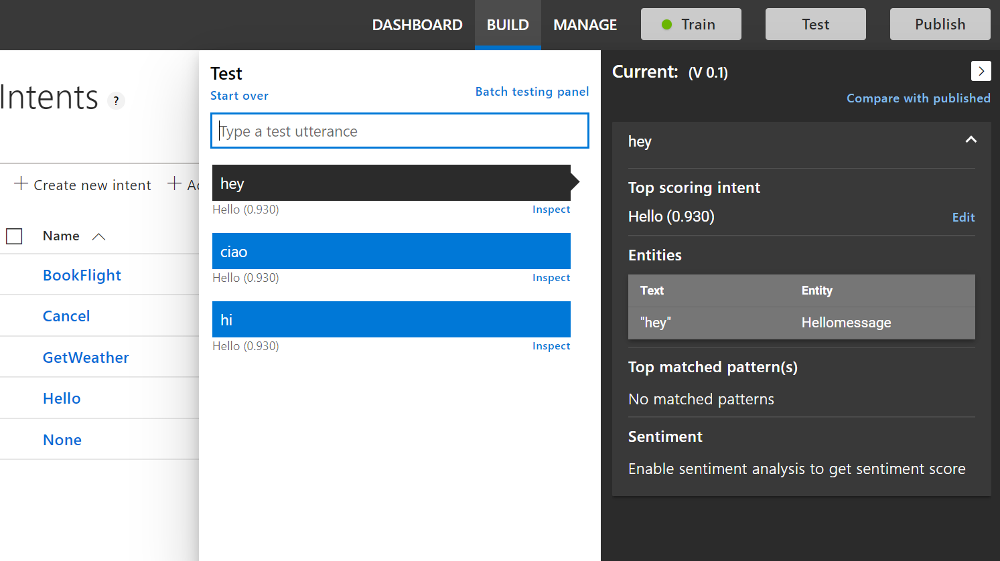 DASHBOARD BUILD MANAGE Train Test Publish
Intents ?
+ Create new intent +
Name
BookFlight
Cancel
GetWeather
Hello
None
Test
Start over Batch testing panel
Type a test utterance
hey
Hello (0.930) Inspect
ciao
Hello (0.930) Inspect
hi
Hello (0.930) Inspect
Current: (V 0.1)
Compare with published
hey
Top scoring intent
Hello (0.930) Edit
Entities
Text Entity
"hey" Hellomessage
Top matched pattern(s)
No matched patterns
Sentiment
Enable sentiment analysis to get sentiment score